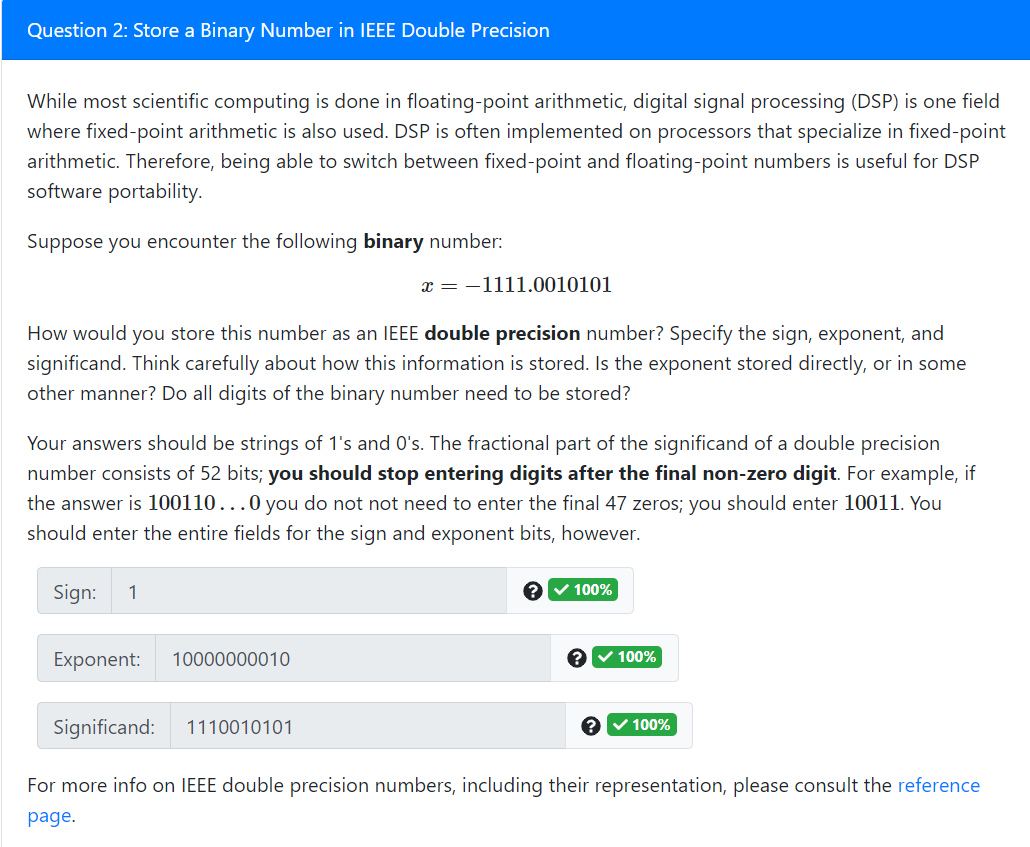 Question 2: Store a Binary Number in IEEE Double Precision
While most scientific computing is done in floating-point arithmetic, digital signal processing (DSP) is one field
where fixed-point arithmetic is also used. DSP is often implemented on processors that specialize in fixed-point
arithmetic. Therefore, being able to switch between fixed-point and floating-point numbers is useful for DSP
software portability.
Suppose you encounter the following binary number:
x = −1111.0010101
How would you store this number as an IEEE double precision number? Specify the sign, exponent, and
significand. Think carefully about how this information is stored. Is the exponent stored directly, or in some
other manner? Do all digits of the binary number need to be stored?
Your answers should be strings of 1's and 0's. The fractional part of the significand of a double precision
number consists of 52 bits; you should stop entering digits after the final non-zero digit. For example, if
the answer is 100110...0 you do not not need to enter the final 47 zeros; you should enter 10011. You
should enter the entire fields for the sign and exponent bits, however.
Sign: 1 ? ✓ 100%
Exponent: 10000000010 ? ✓ 100%
Significand: 1110010101 ? ✓ 100%
For more info on IEEE double precision numbers, including their representation, please consult the reference
page.